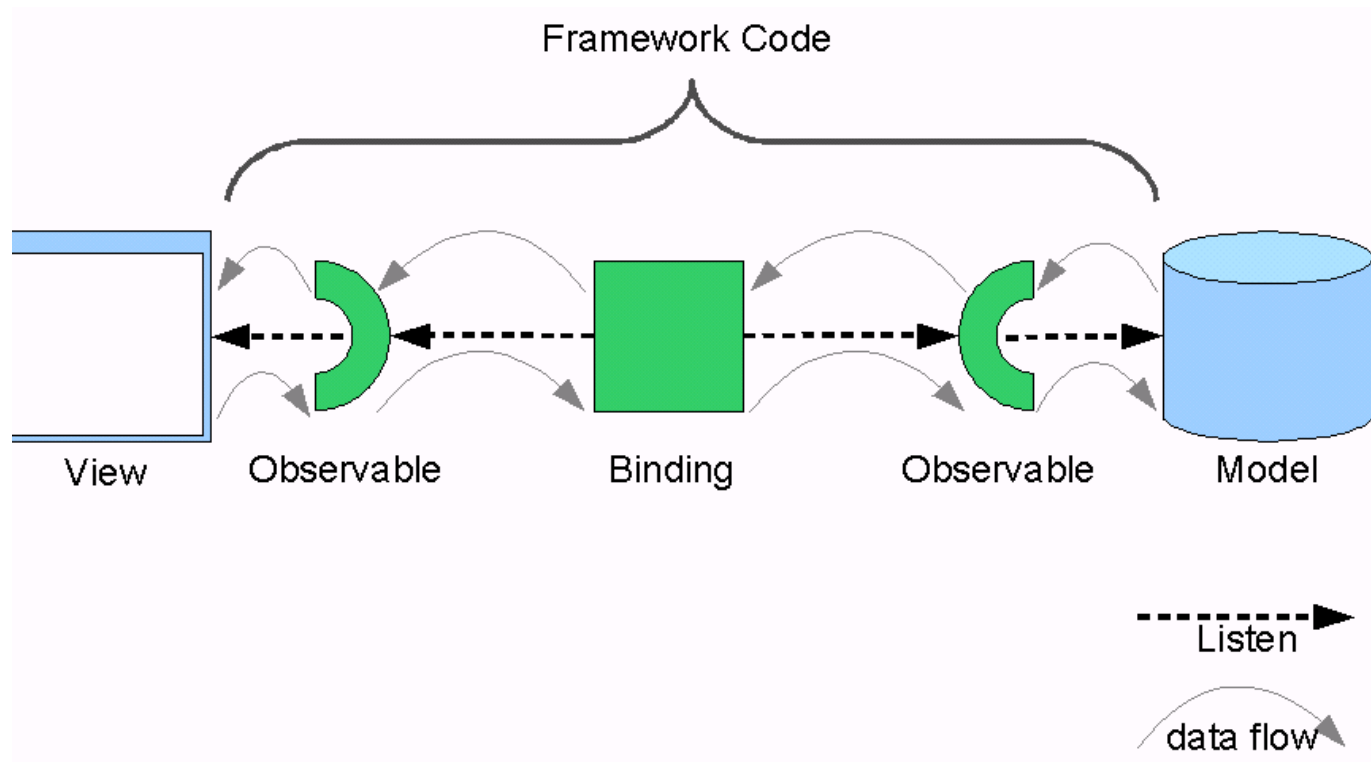 Framework Code
View
Observable
Binding
Observable
Model
Listen
data flow